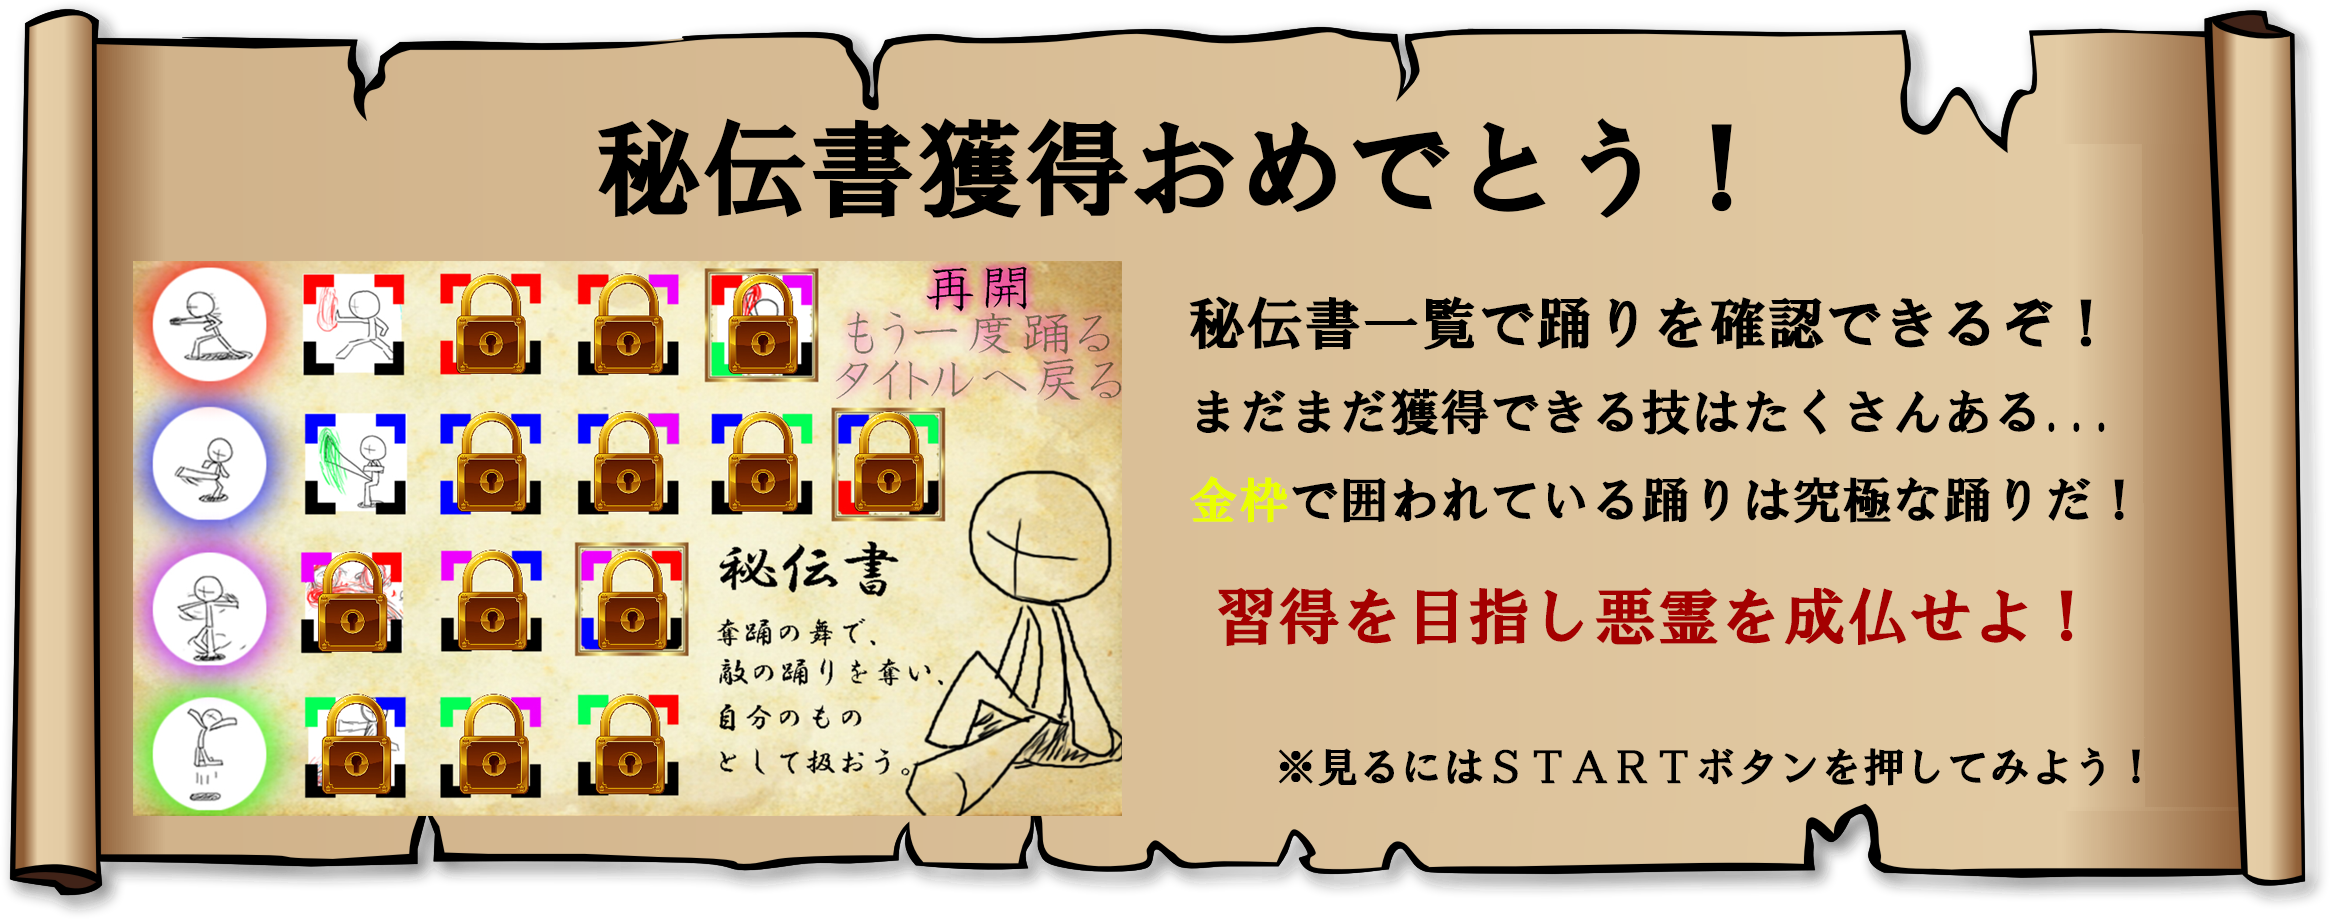 秘伝書獲得おめでとう！
再開
もう一度踊る
タイトルへ戻る
秘伝書
奪踊の舞で、
敵の踊りを奪い、
自分のもの
として扱おう。
秘伝書一覧で踊りを確認できるぞ！
まだまだ獲得できる技はたくさんある...
金枠で囲われている踊りは究極な踊りだ！
習得を目指し悪霊を成仏せよ！
※見るにはＳＴＡＲＴボタンを押してみよう！